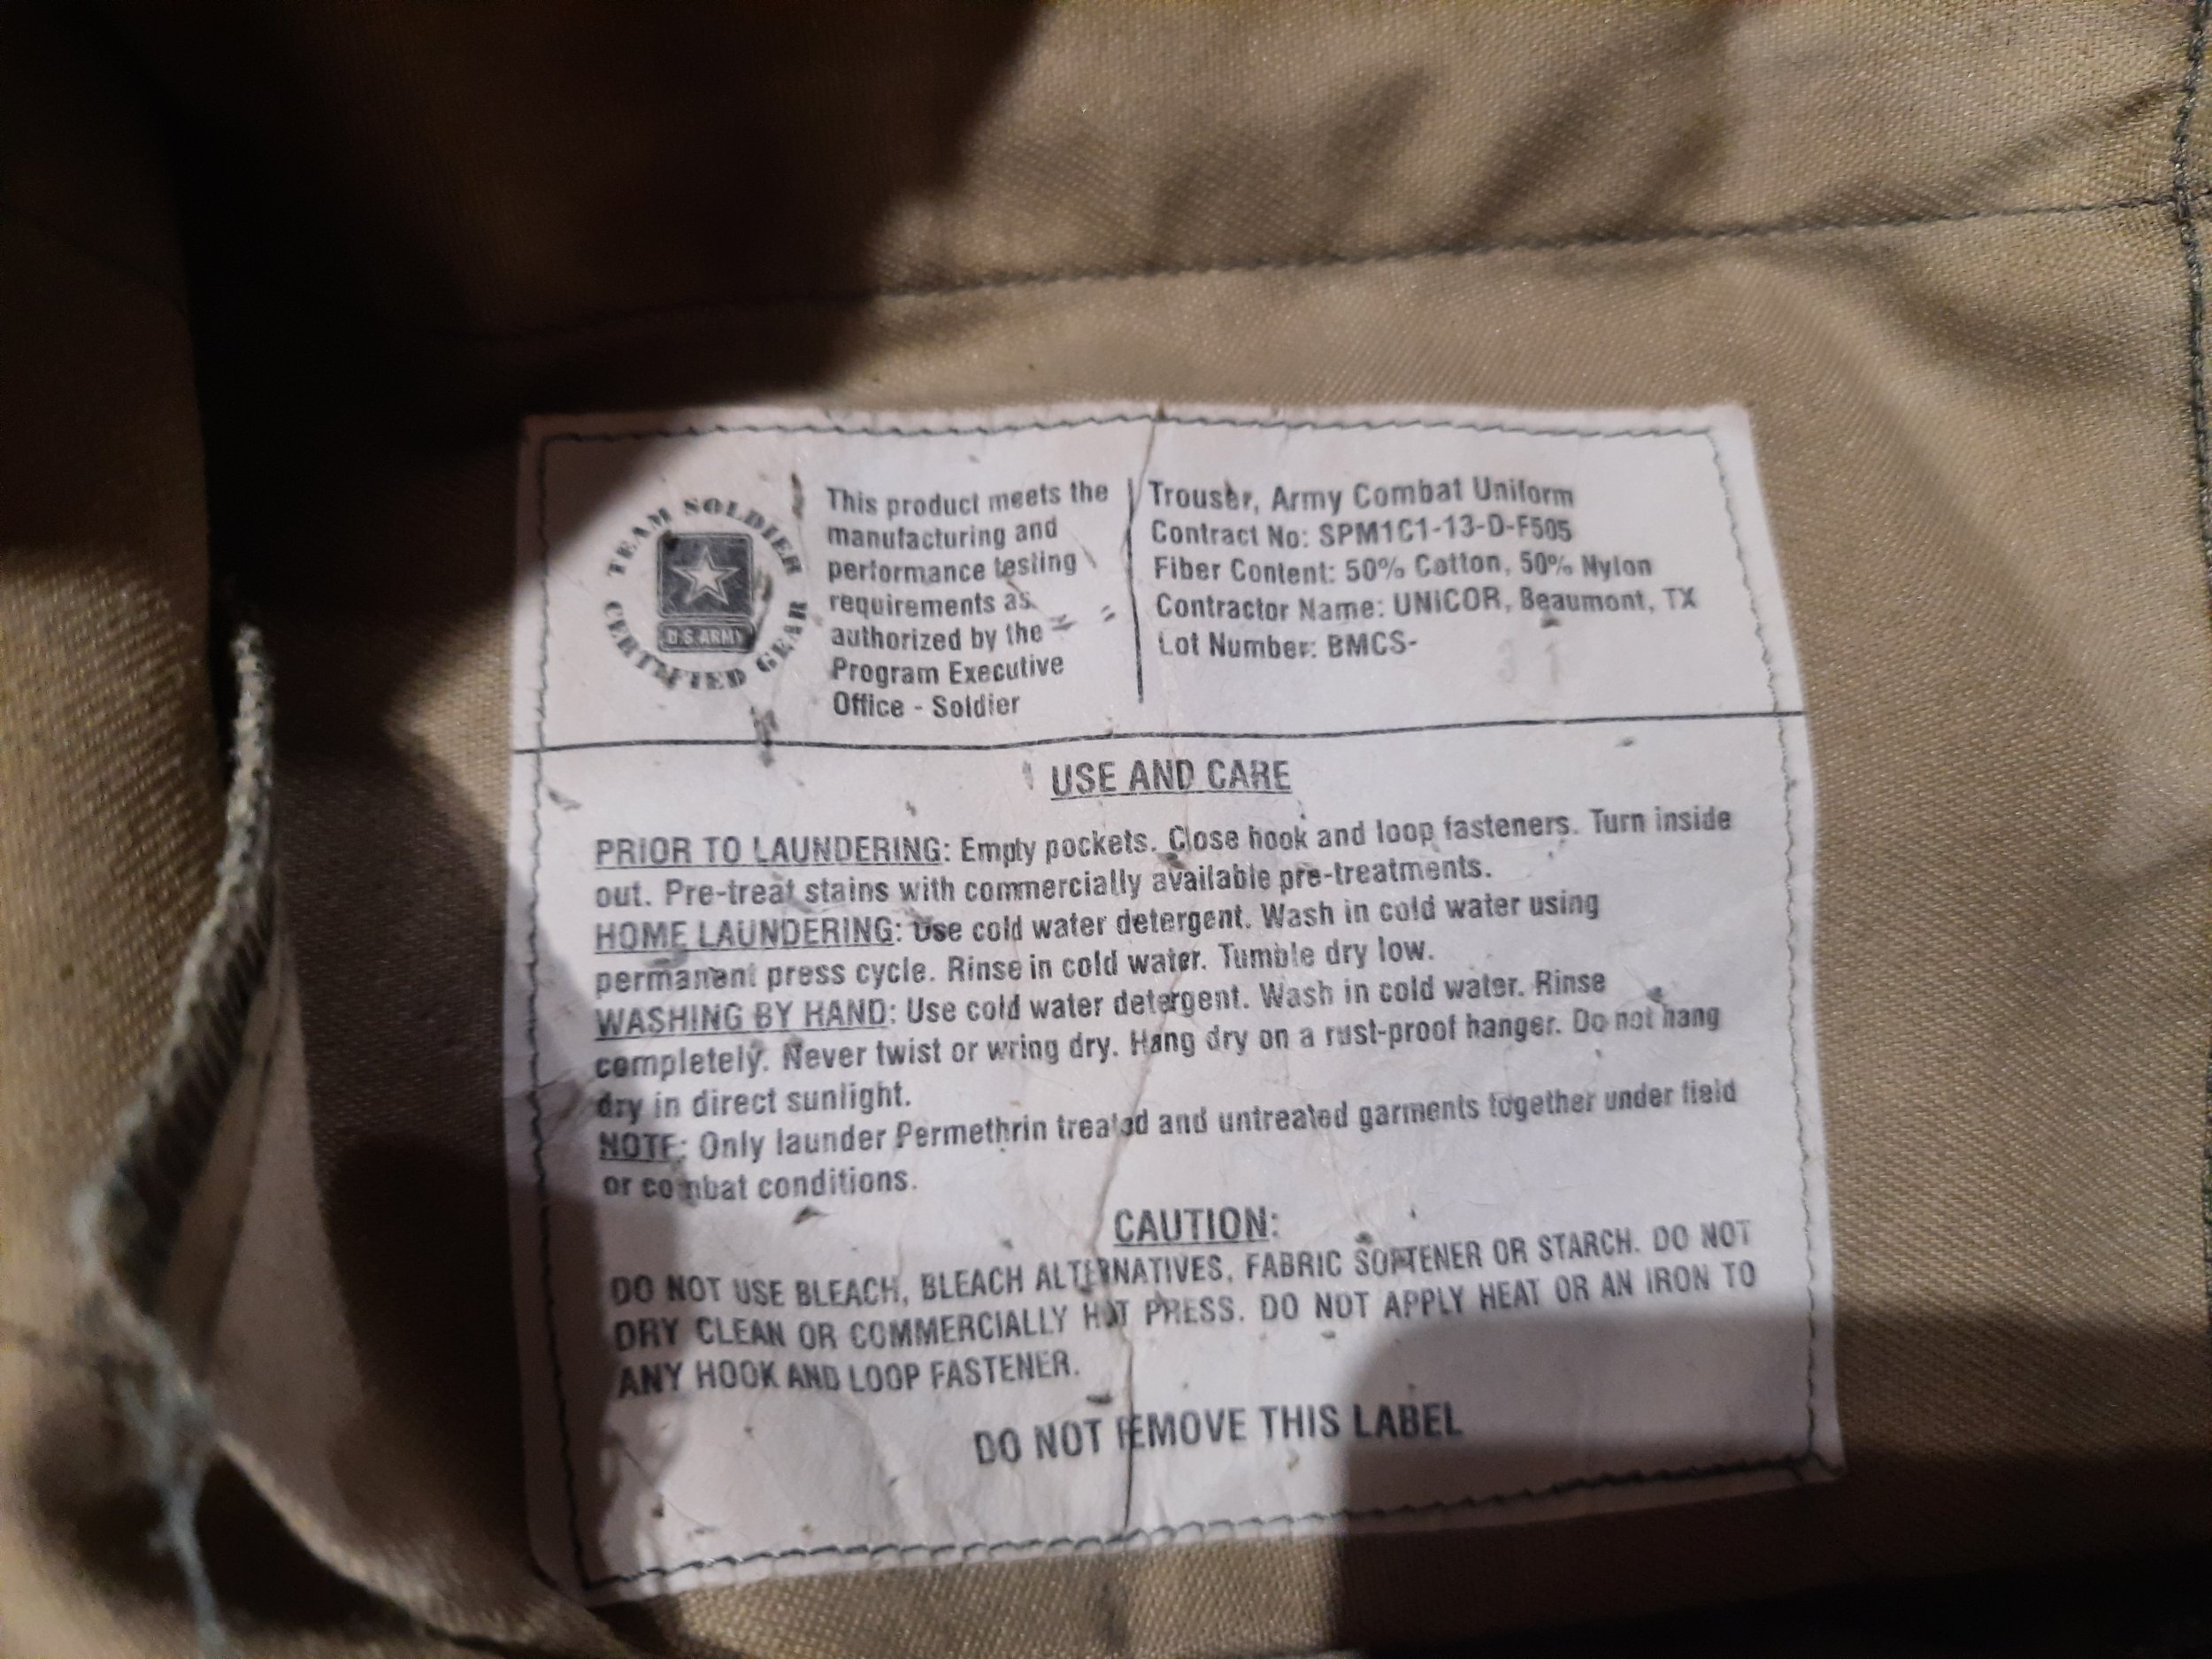 TEAM SOLDIER
CERTIFIED GEAR
U.S. ARMY
This product meets the
manufacturing and
performance testing
requirements as
authorized by the
Program Executive
Office - Soldier
Trouser, Army Combat Uniform
Contract No: SPM1C1-13-D-F505
Fiber Content: 50% Cotton, 50% Nylon
Contractor Name: UNICOR, Beaumont, TX
Lot Number: BMCS- 31
USE AND CARE
PRIOR TO LAUNDERING: Empty pockets. Close hook and loop fasteners. Turn inside
out. Pre-treat stains with commercially available pre-treatments.
HOME LAUNDERING: Use cold water detergent. Wash in cold water using
permanent press cycle. Rinse in cold water. Tumble dry low.
WASHING BY HAND: Use cold water detergent. Wash in cold water. Rinse
completely. Never twist or wring dry. Hang dry on a rust-proof hanger. Do not hang
dry in direct sunlight.
NOTE: Only launder Permethrin treated and untreated garments together under field
or combat conditions.
CAUTION:
DO NOT USE BLEACH, BLEACH ALTERNATIVES, FABRIC SOFTENER OR STARCH. DO NOT
DRY CLEAN OR COMMERCIALLY HOT PRESS. DO NOT APPLY HEAT OR AN IRON TO
ANY HOOK AND LOOP FASTENER.
DO NOT REMOVE THIS LABEL